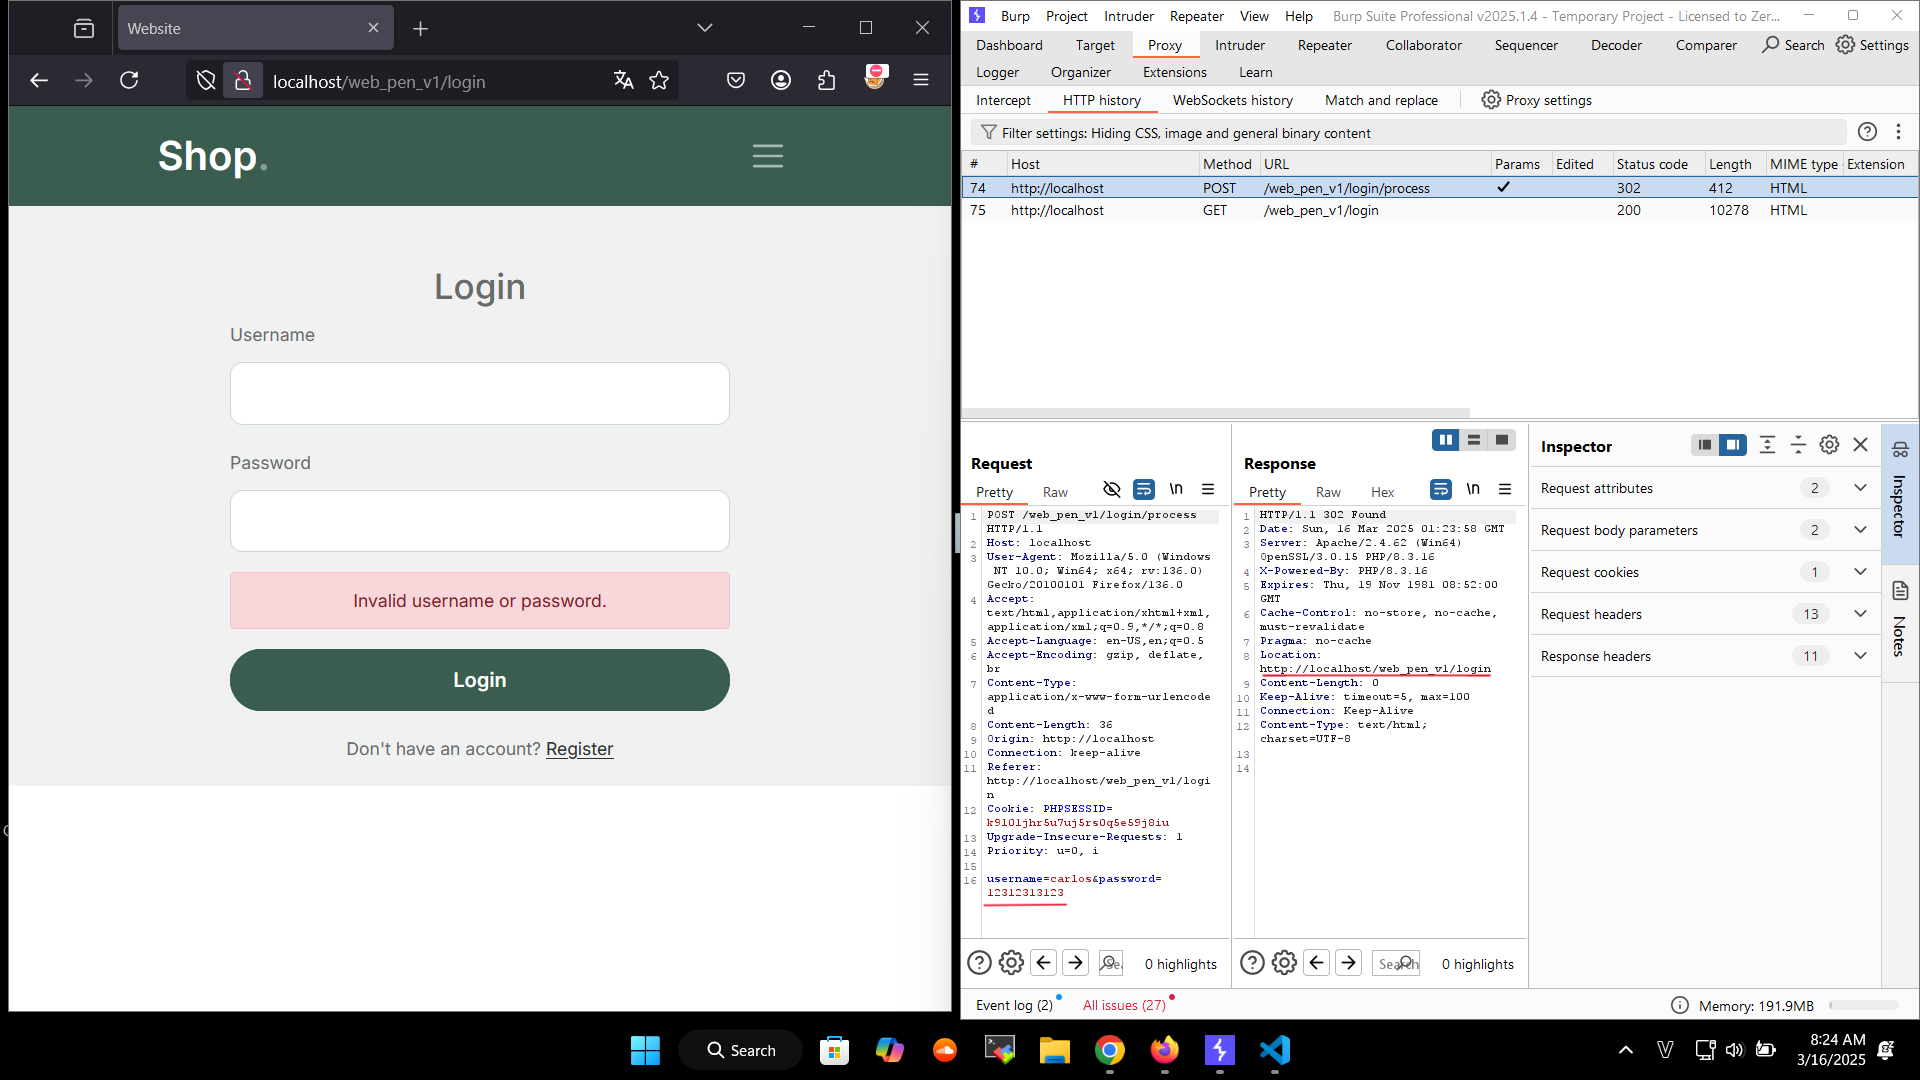 Website
localhost/web_pen_v1/login
Shop.
Login
Username
Password
Invalid username or password.
Login
Don't have an account? Register
Burp Project Intruder Repeater View Help Burp Suite Professional v2025.1.4 - Temporary Project - Licensed to Zer...
Dashboard Target Proxy Intruder Repeater Collaborator Sequencer Decoder Comparer Search Settings
Logger Organizer Extensions Learn
Intercept HTTP history WebSockets history Match and replace Proxy settings
Filter settings: Hiding CSS, image and general binary content
# Host Method URL Params Edited Status code Length MIME type Extension
74 http://localhost POST /web_pen_v1/login/process ✓ 302 412 HTML
75 http://localhost GET /web_pen_v1/login 200 10278 HTML
Request
Pretty Raw \n
1 POST /web_pen_v1/login/process
HTTP/1.1
2 Host: localhost
3 User-Agent: Mozilla/5.0 (Windows
NT 10.0; Win64; x64; rv:136.0)
Gecko/20100101 Firefox/136.0
4 Accept:
text/html,application/xhtml+xml,
application/xml;q=0.9,*/*;q=0.8
5 Accept-Language: en-US,en;q=0.5
6 Accept-Encoding: gzip, deflate,
br
7 Content-Type:
application/x-www-form-urlencode
d
8 Content-Length: 36
9 Origin: http://localhost
10 Connection: keep-alive
11 Referer:
http://localhost/web_pen_v1/logi
n
12 Cookie: PHPSESSID=
k9l0ljhr5u7uj5rs0q5e59j8iu
13 Upgrade-Insecure-Requests: 1
14 Priority: u=0, i
15
16 username=carlos&password=
12312313123
0 highlights
Response
Pretty Raw Hex \n
1 HTTP/1.1 302 Found
2 Date: Sun, 16 Mar 2025 01:23:58 GMT
3 Server: Apache/2.4.62 (Win64)
OpenSSL/3.0.15 PHP/8.3.16
4 X-Powered-By: PHP/8.3.16
5 Expires: Thu, 19 Nov 1981 08:52:00
GMT
6 Cache-Control: no-store, no-cache,
must-revalidate
7 Pragma: no-cache
8 Location:
http://localhost/web_pen_v1/login
9 Content-Length: 0
10 Keep-Alive: timeout=5, max=100
11 Connection: Keep-Alive
12 Content-Type: text/html;
charset=UTF-8
13
14
Search 0 highlights
Inspector
Request attributes 2
Request body parameters 2
Request cookies 1
Request headers 13
Response headers 11
Inspector
Notes
Event log (2) All issues (27) Memory: 191.9MB
Search
8:24 AM
3/16/2025